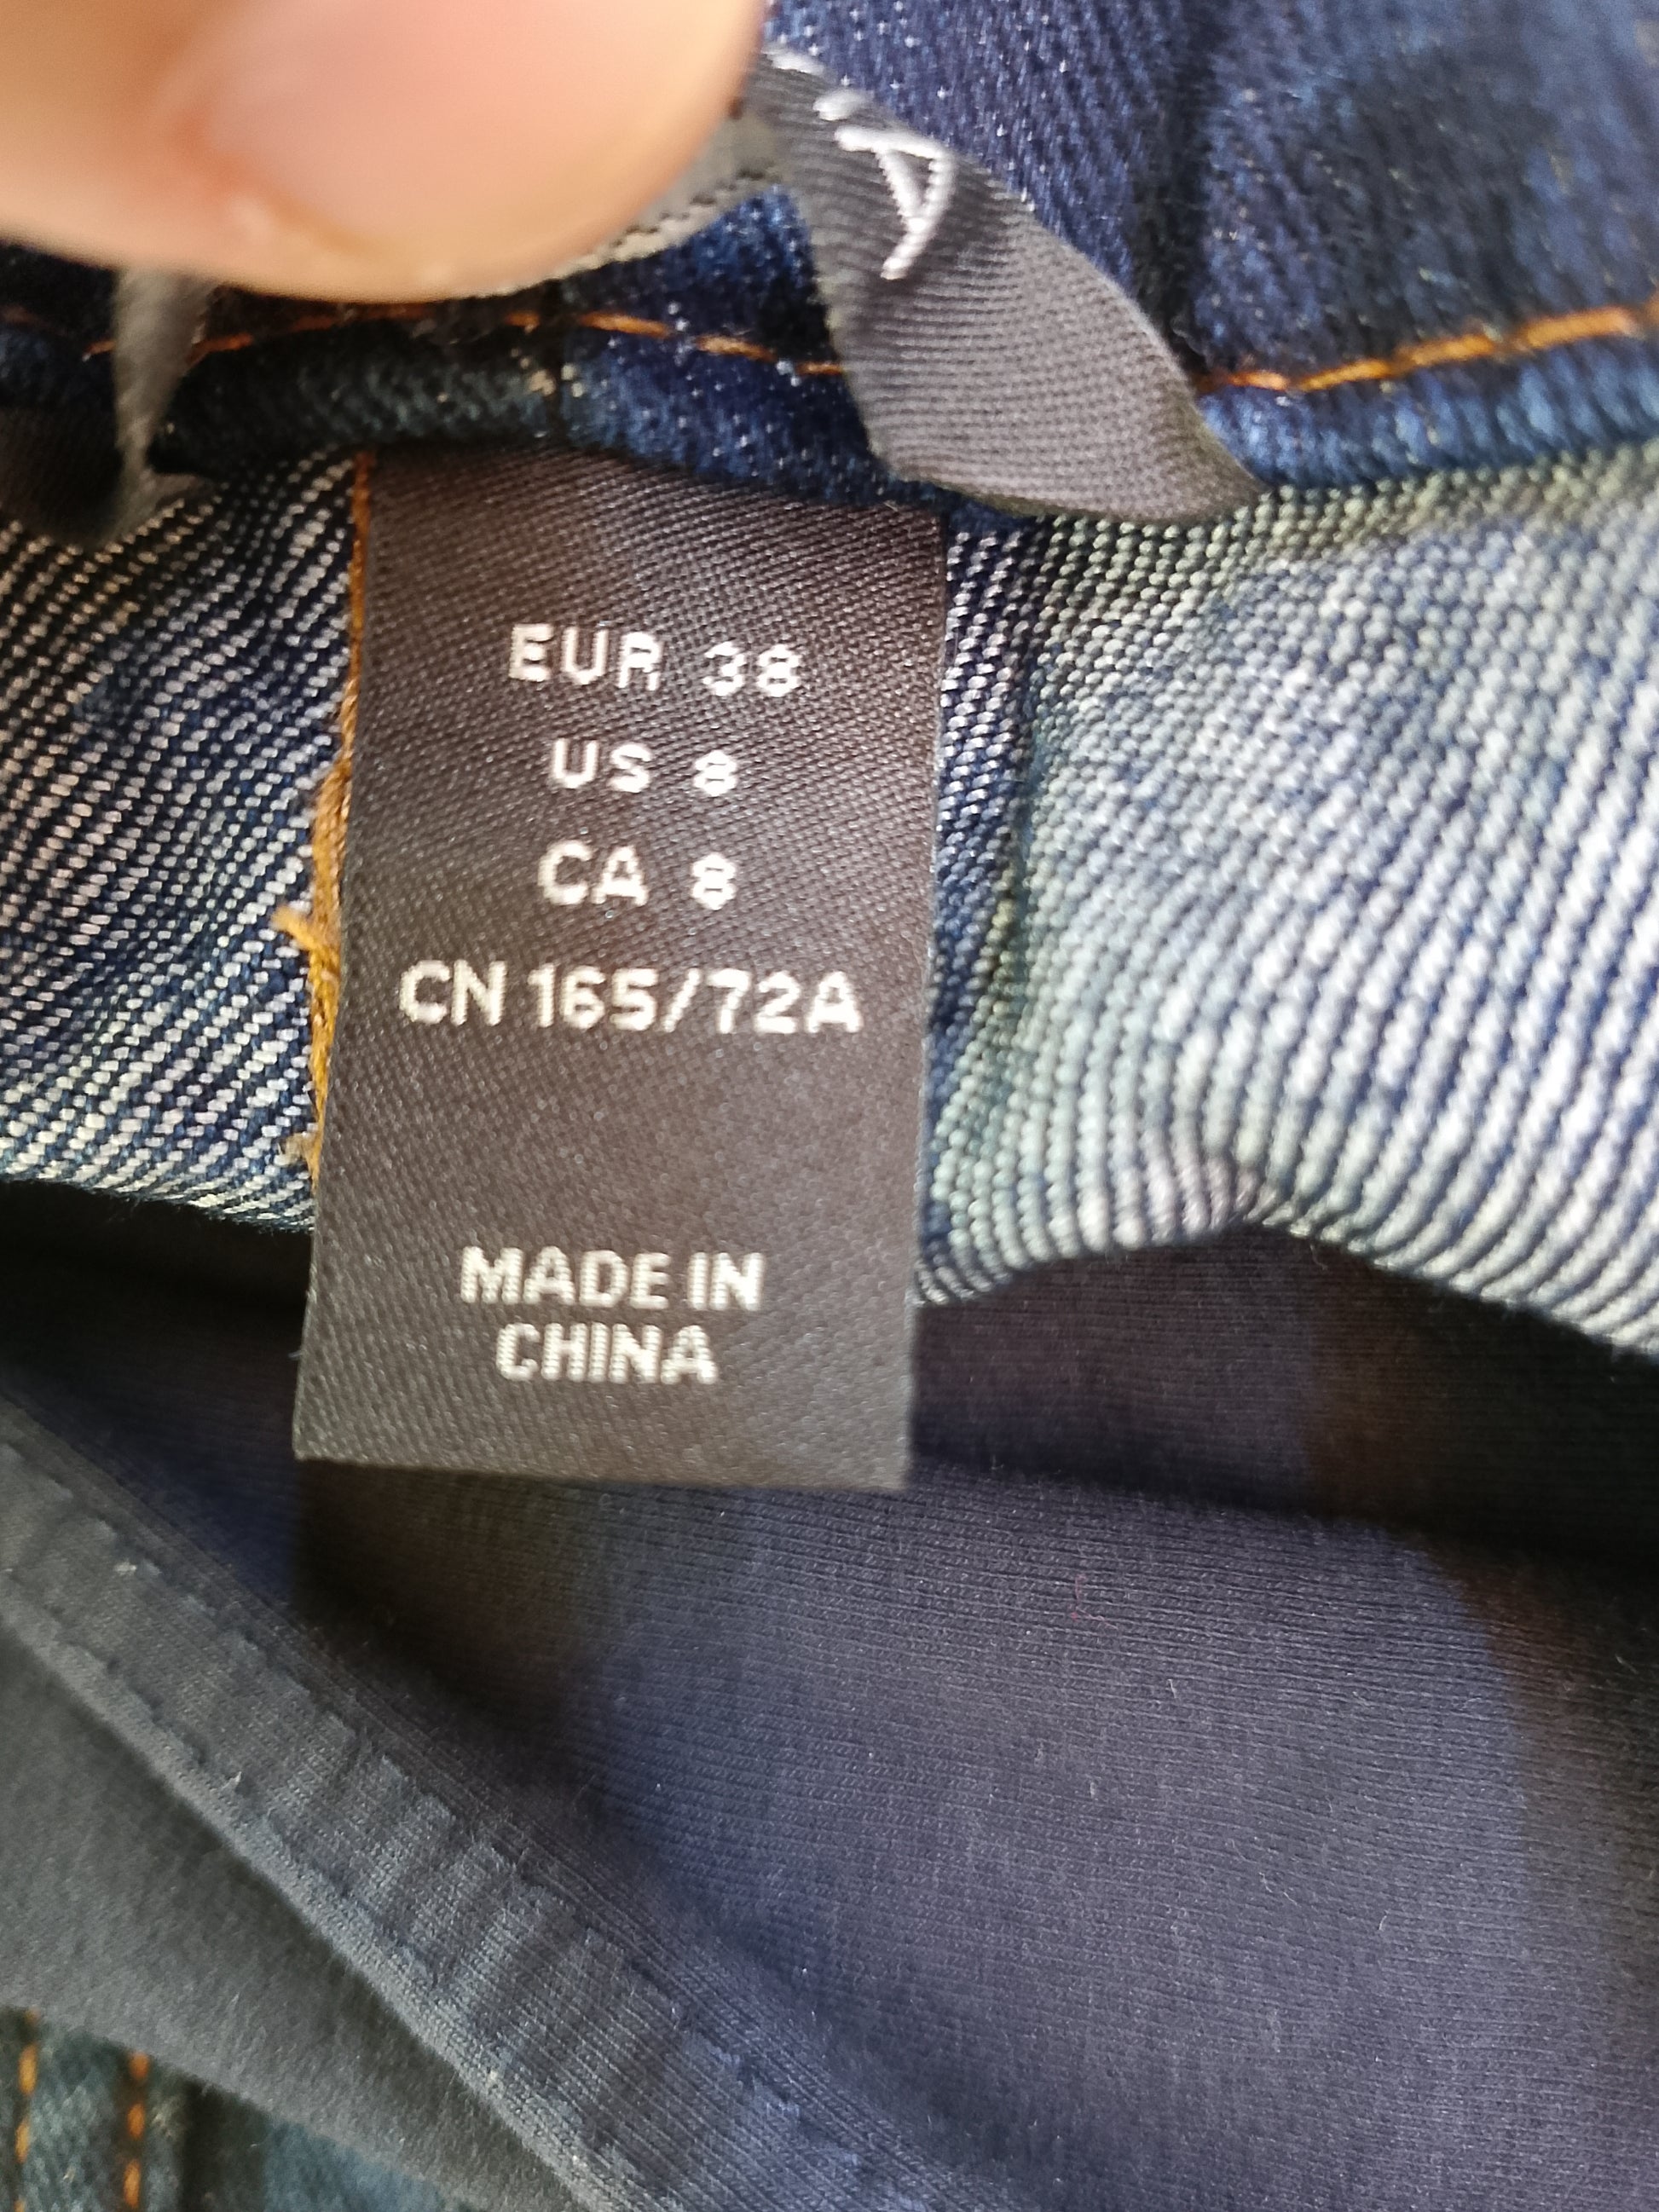 EUR 38
US 8
CA 8
CN 165/72A
MADE IN
CHINA